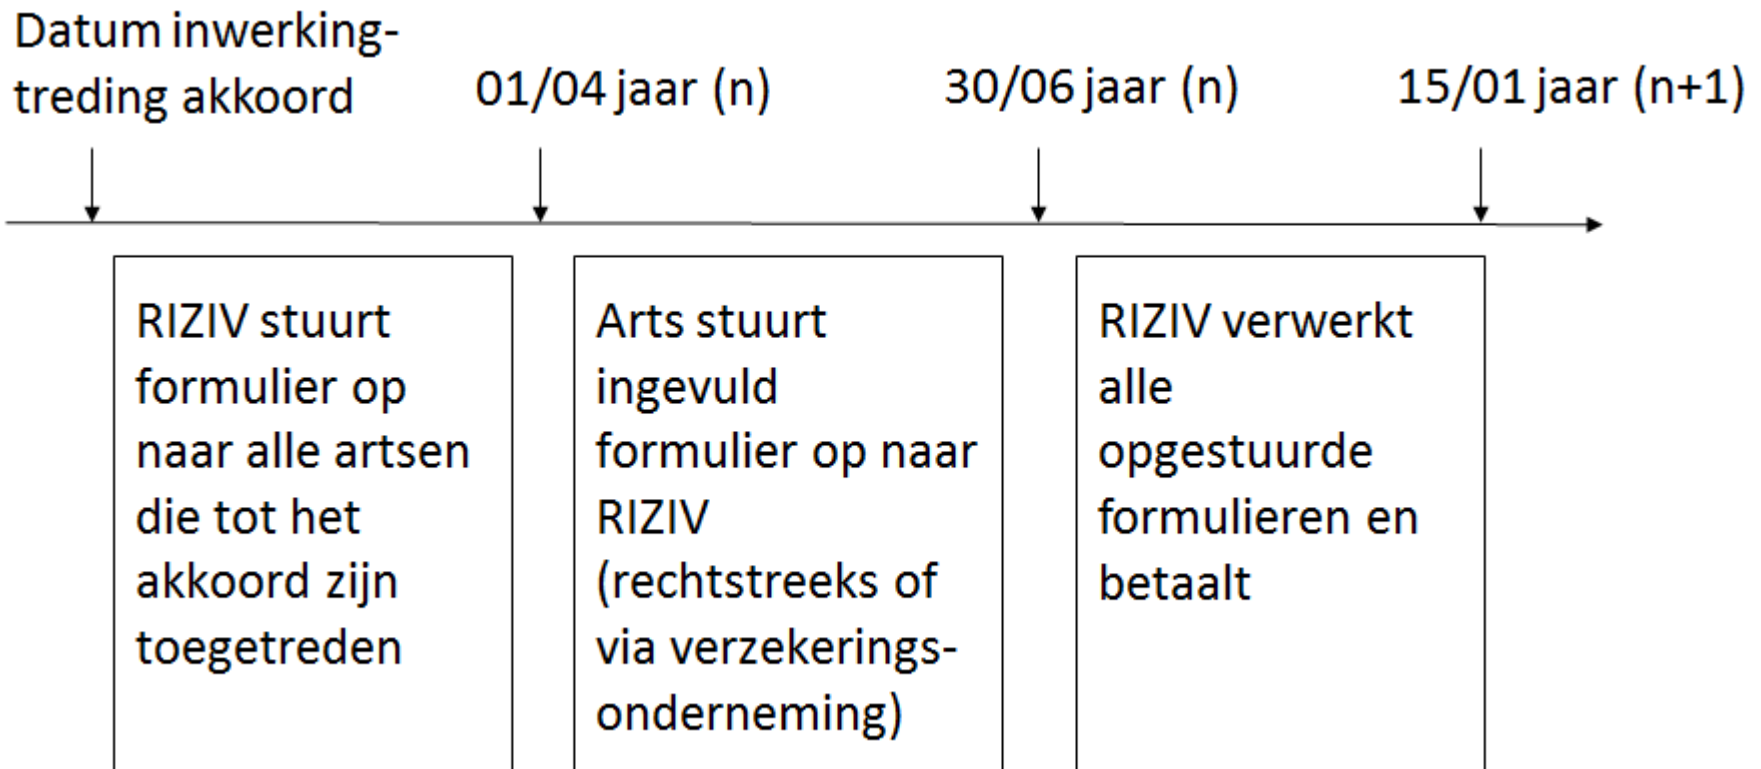 Datum inwerking-
treding akkoord
01/04 jaar (n)
30/06 jaar (n)
15/01 jaar (n+1)
RIZIV stuurt
formulier op
naar alle artsen
die tot het
akkoord zijn
toegetreden
Arts stuurt
ingevuld
formulier op naar
RIZIV
(rechtstreeks of
via verzekerings-
onderneming)
RIZIV verwerkt
alle
opgestuurde
formulieren en
betaalt